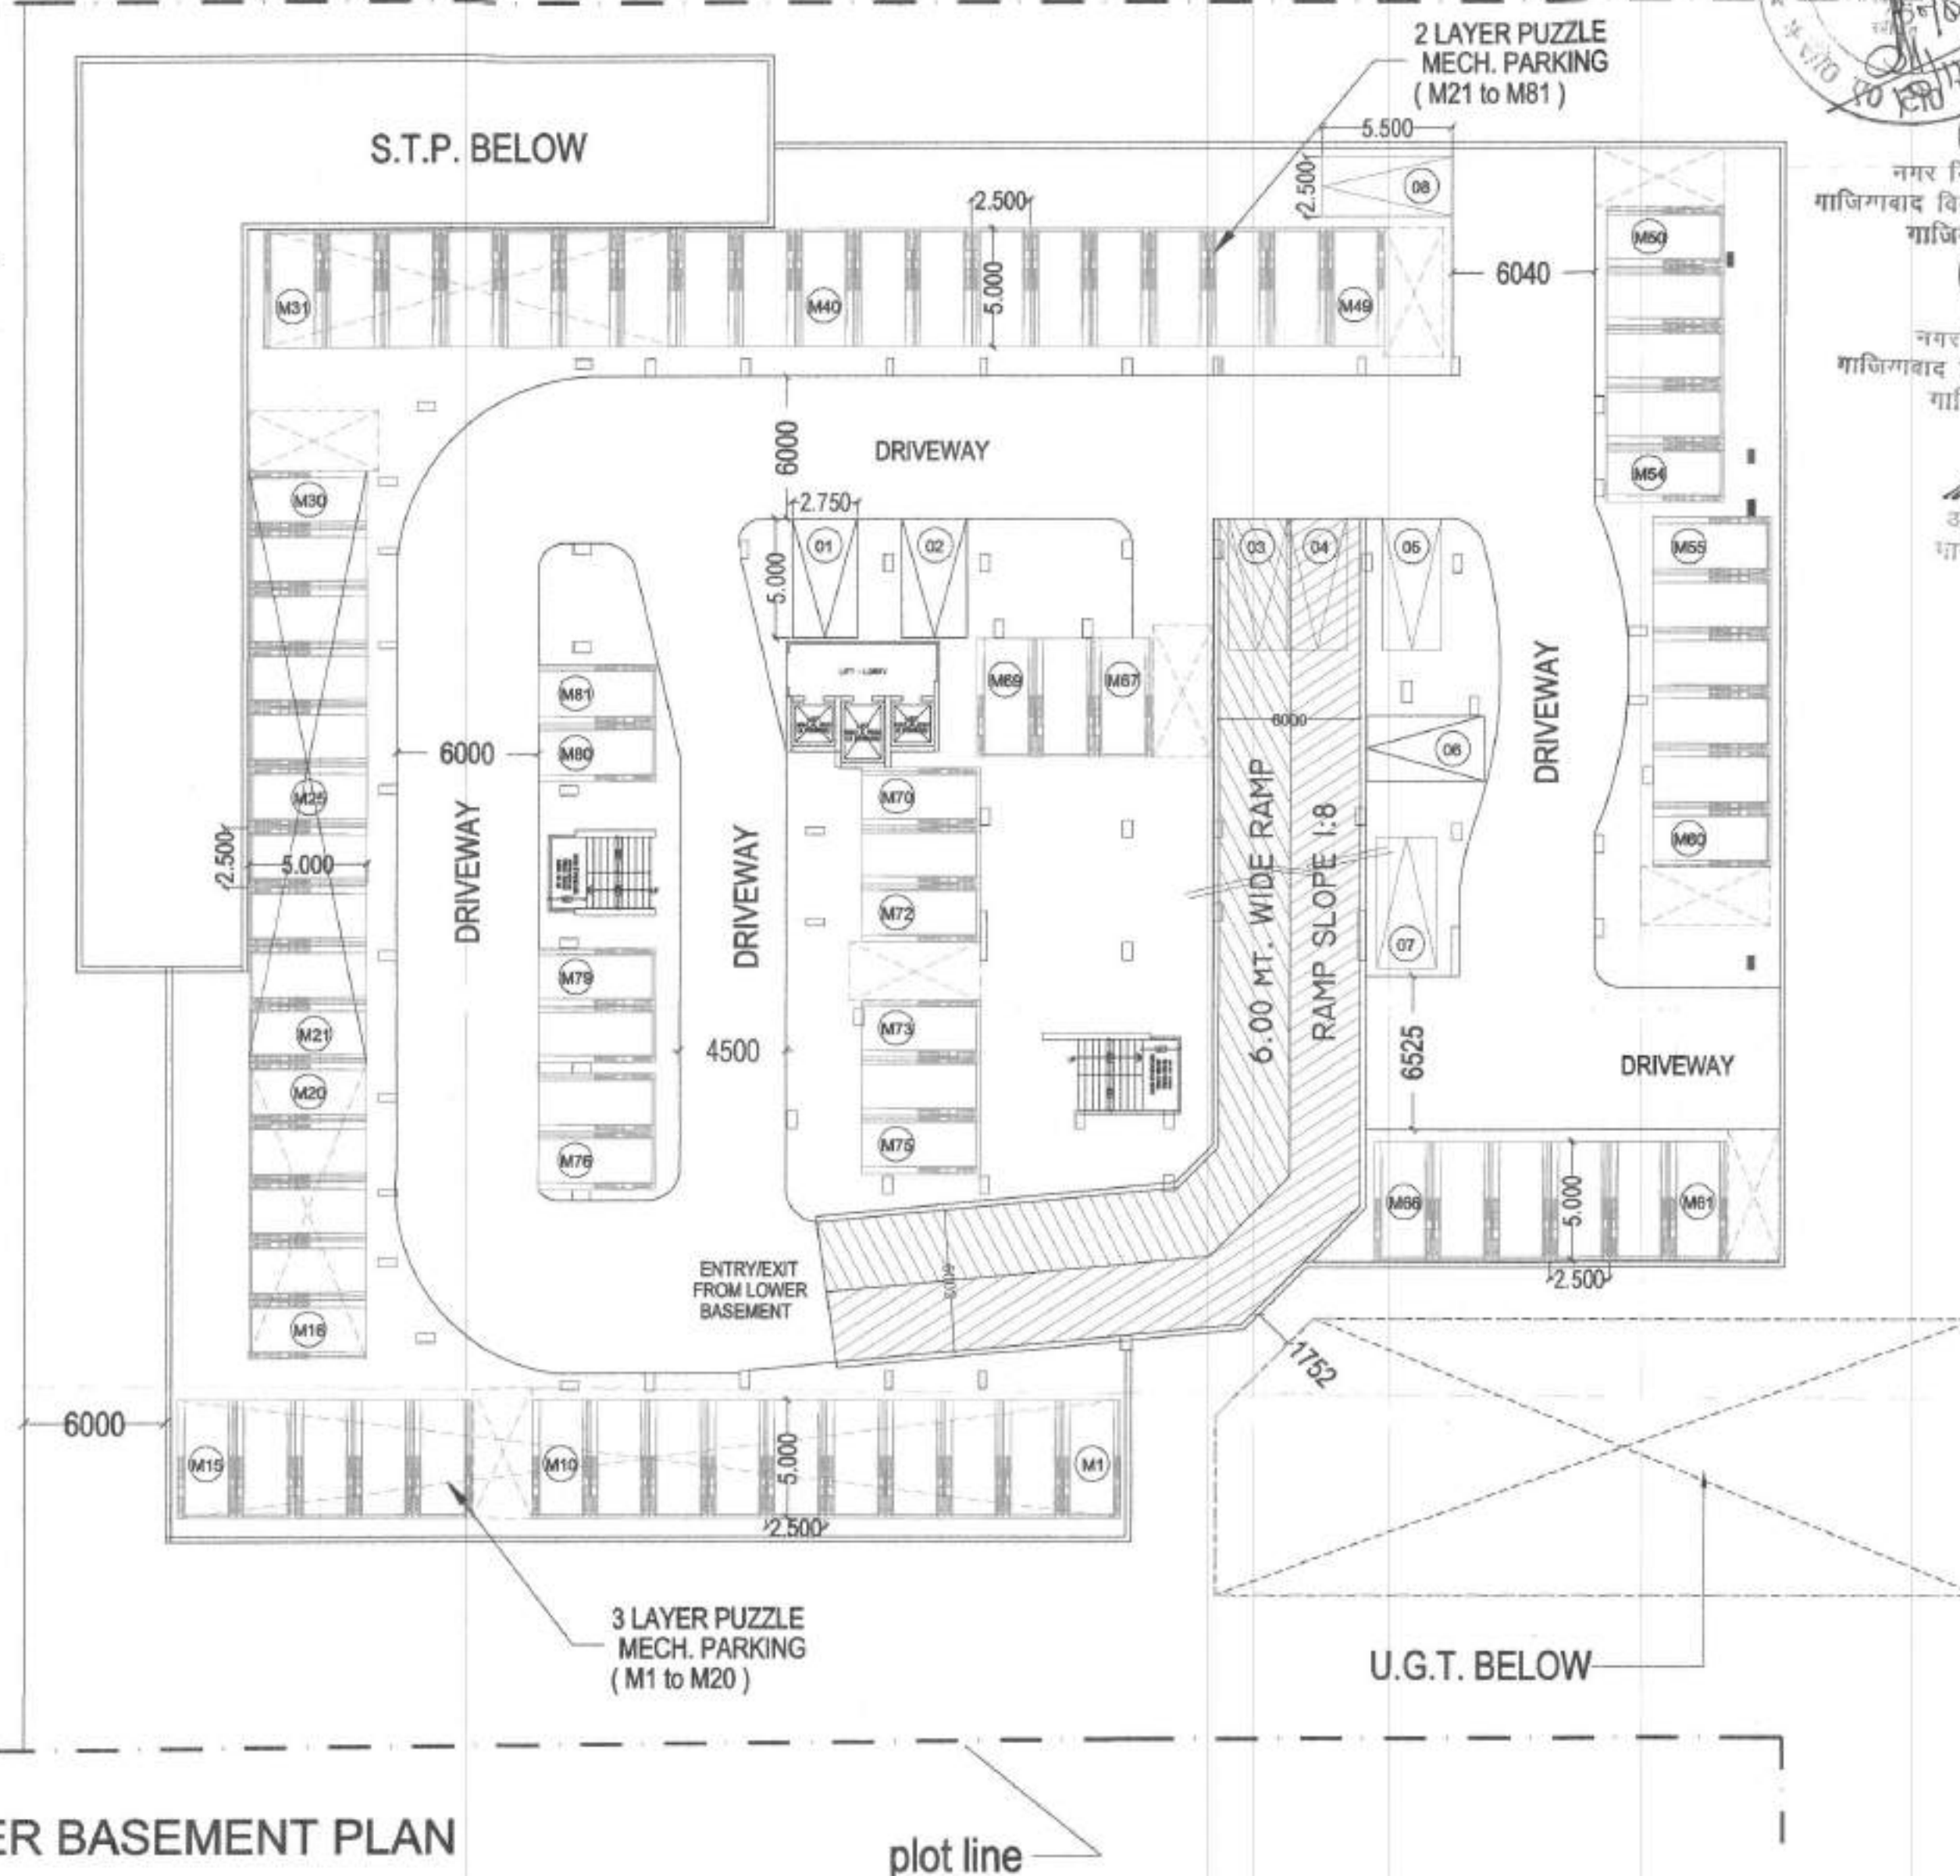 2 LAYER PUZZLE
MECH. PARKING
( M21 to M81 )
नगर
गाजियाबाद वि
नगर
गाजियाबाद
S.T.P. BELOW
5.500
2.500
08
2.500
5.000
M31
M40
M49
6040
M50
M54
6000
DRIVEWAY
2.750
5.000
01
02
03
04
05
M55
M30
M81
M80
LIFT - LOBBY
M69
M67
6000
06
DRIVEWAY
6000
DRIVEWAY
M25
2.500
5.000
DRIVEWAY
M70
M72
6.00 MT. WIDE RAMP
RAMP SLOPE 1:8
07
M60
M79
M21
M20
4500
M73
M75
M76
6525
DRIVEWAY
M66
5.000
M61
2.500
M16
ENTRY/EXIT
FROM LOWER
BASEMENT
1752
6000
M15
M10
5.000
M1
2.500
3 LAYER PUZZLE
MECH. PARKING
( M1 to M20 )
U.G.T. BELOW
ER BASEMENT PLAN
plot line